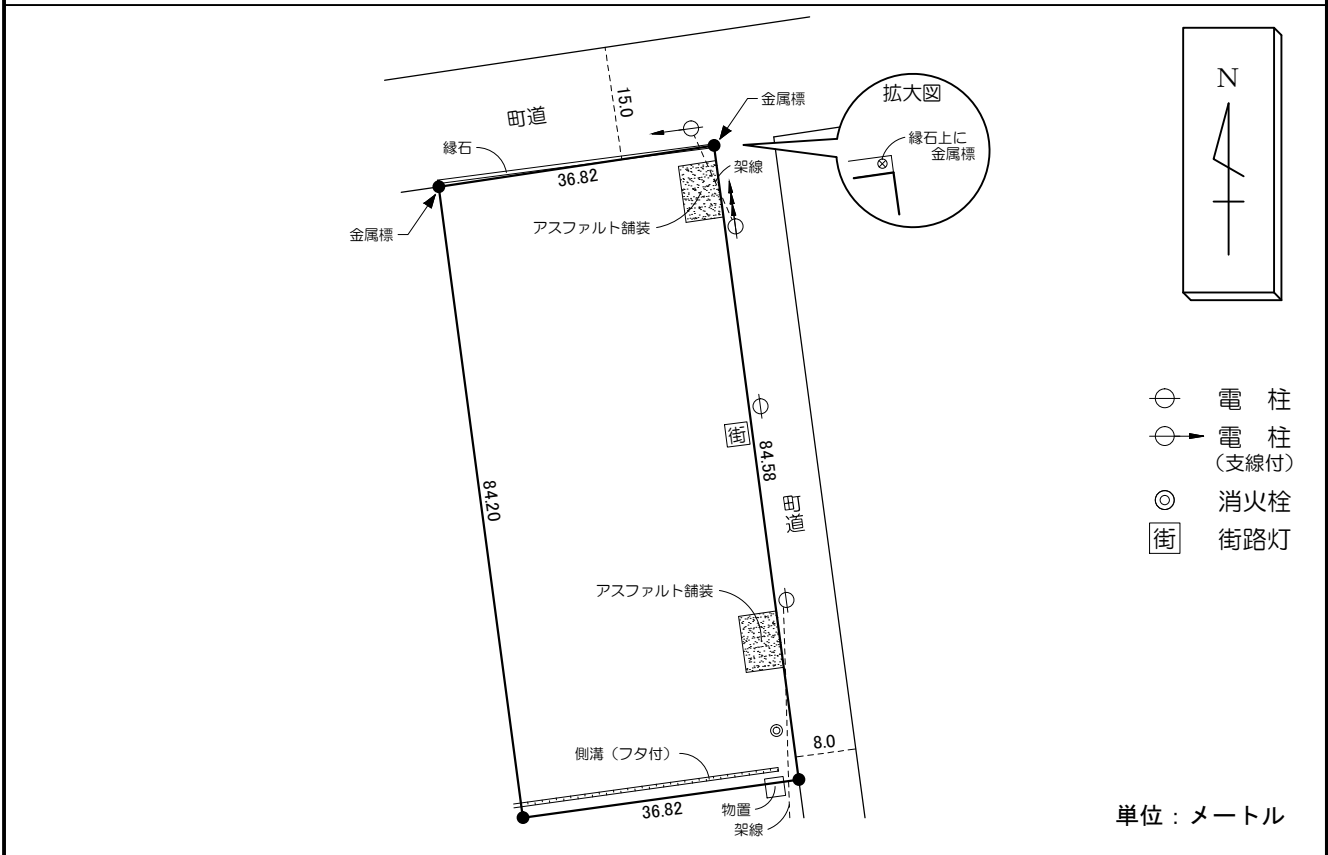 町道
15.0
金属標
拡大図
縁石上に
金属標
N
縁石
36.82
架線
金属標
アスファルト舗装
電 柱
電 柱
（支線付）
消火栓
街 街路灯
街
84.58
84.20
町道
アスファルト舗装
側溝（フタ付）
8.0
36.82
物置
架線
単位：メートル